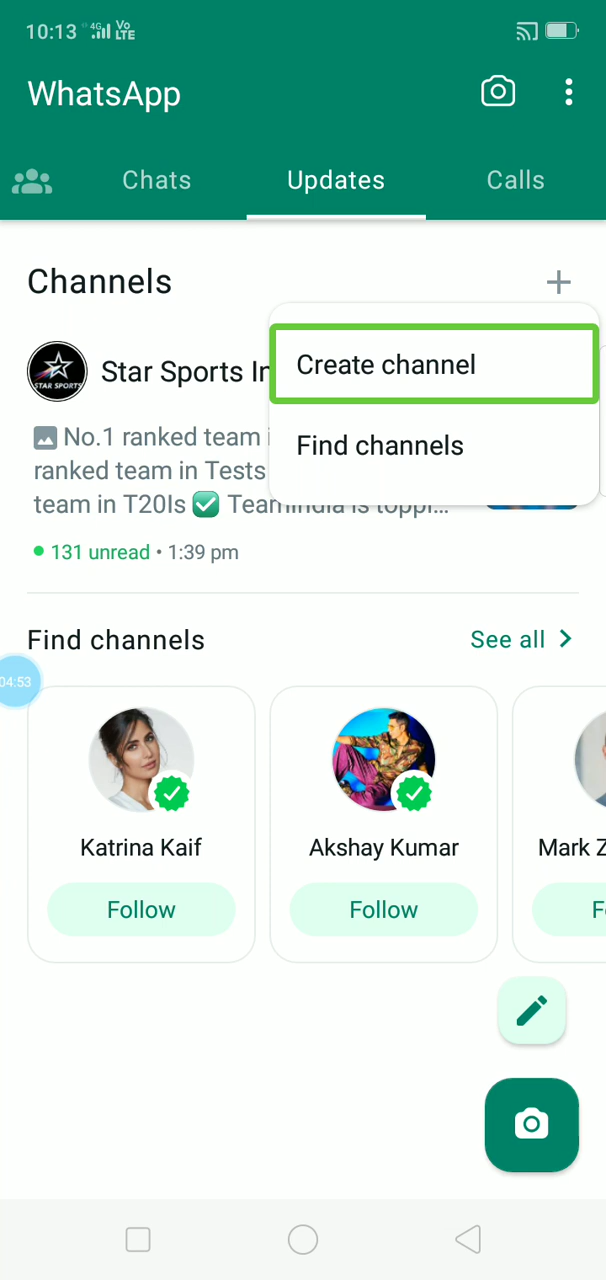 10:13 4G Vo LTE
WhatsApp
Chats Updates Calls
Channels
Create channel
STAR SPORTS
Star Sports In
Find channels
No.1 ranked team
ranked team in Tests
team in T20Is ✅ TeamIndia is toppi...
131 unread • 1:39 pm
Find channels See all
04:53
Katrina Kaif Akshay Kumar Mark Z
Follow Follow F